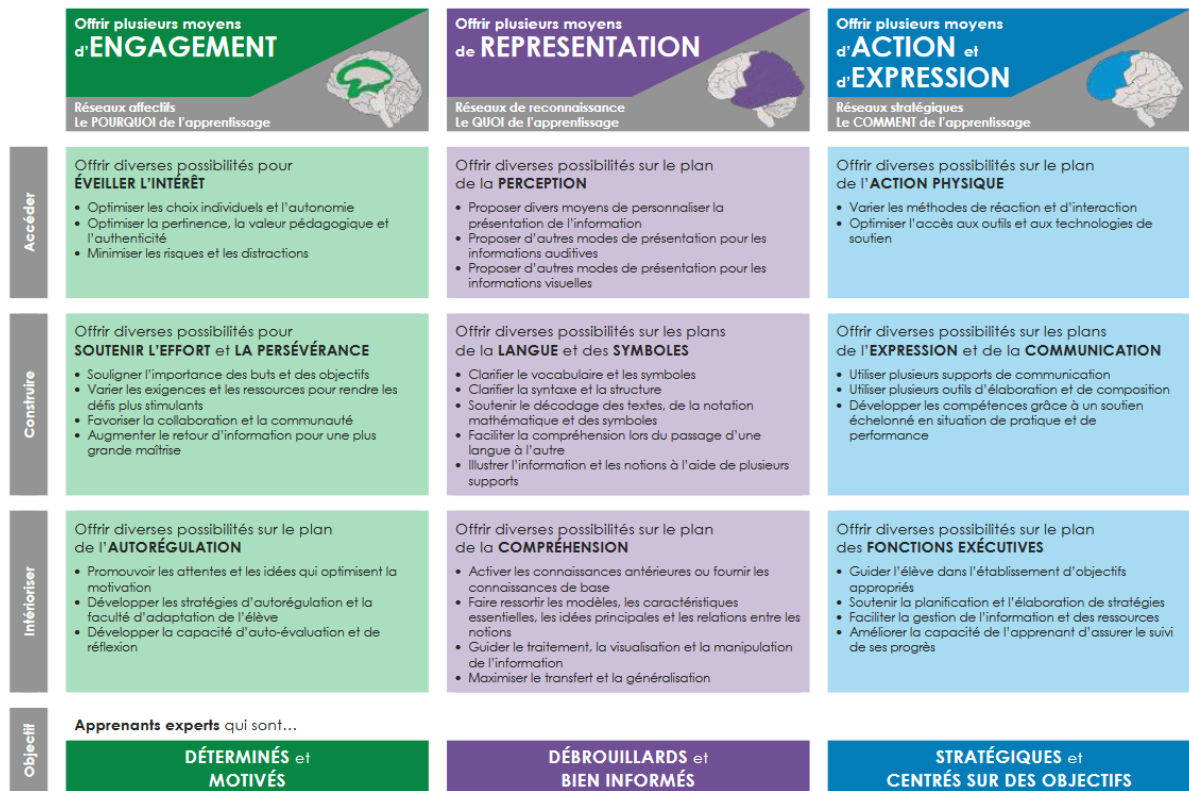 Offrir plusieurs moyens
d'ENGAGEMENT
Réseaux affectifs
Le POURQUOI de l'apprentissage
Offrir plusieurs moyens
de REPRESENTATION
Réseaux de reconnaissance
Le QUOI de l'apprentissage
Offrir plusieurs moyens
d'ACTION et
d'EXPRESSION
Réseaux stratégiques
Le COMMENT de l'apprentissage
Accéder
Offrir diverses possibilités pour
ÉVEILLER L'INTÉRÊT
• Optimiser les choix individuels et l'autonomie
• Optimiser la pertinence, la valeur pédagogique et
l'authenticité
• Minimiser les risques et les distractions
Offrir diverses possibilités sur le plan
de la PERCEPTION
• Proposer divers moyens de personnaliser la
présentation de l'information
• Proposer d'autres modes de présentation pour les
informations auditives
• Proposer d'autres modes de présentation pour les
informations visuelles
Offrir diverses possibilités sur le plan
de l'ACTION PHYSIQUE
• Varier les méthodes de réaction et d'interaction
• Optimiser l'accès aux outils et aux technologies de
soutien
Construire
Offrir diverses possibilités pour
SOUTENIR L'EFFORT et LA PERSÉVÉRANCE
• Souligner l'importance des buts et des objectifs
• Varier les exigences et les ressources pour rendre les
défis plus stimulants
• Favoriser la collaboration et la communauté
• Augmenter le retour d'information pour une plus
grande maîtrise
Offrir diverses possibilités sur les plans
de la LANGUE et des SYMBOLES
• Clarifier le vocabulaire et les symboles
• Clarifier la syntaxe et la structure
• Soutenir le décodage des textes, de la notation
mathématique et des symboles
• Faciliter la compréhension lors du passage d'une
langue à l'autre
• Illustrer l'information et les notions à l'aide de plusieurs
supports
Offrir diverses possibilités sur les plans
de l'EXPRESSION et de la COMMUNICATION
• Utiliser plusieurs supports de communication
• Utiliser plusieurs outils d'élaboration et de composition
• Développer les compétences grâce à un soutien
échelonné en situation de pratique et de
performance
Intérioriser
Offrir diverses possibilités sur le plan
de l'AUTORÉGULATION
• Promouvoir les attentes et les idées qui optimisent la
motivation
• Développer les stratégies d'autorégulation et la
faculté d'adaptation de l'élève
• Développer la capacité d'auto-évaluation et de
réflexion
Offrir diverses possibilités sur le plan
de la COMPRÉHENSION
• Activer les connaissances antérieures ou fournir les
connaissances de base
• Faire ressortir les modèles, les caractéristiques
essentielles, les idées principales et les relations entre les
notions
• Guider le traitement, la visualisation et la manipulation
de l'information
• Maximiser le transfert et la généralisation
Offrir diverses possibilités sur le plan
des FONCTIONS EXÉCUTIVES
• Guider l'élève dans l'établissement d'objectifs
appropriés
• Soutenir la planification et l'élaboration de stratégies
• Faciliter la gestion de l'information et des ressources
• Améliorer la capacité de l'apprenant d'assurer le suivi
de ses progrès
Objectif
Apprenants experts qui sont…
DÉTERMINÉS et
MOTIVÉS
DÉBROUILLARDS et
BIEN INFORMÉS
STRATÉGIQUES et
CENTRÉS SUR DES OBJECTIFS